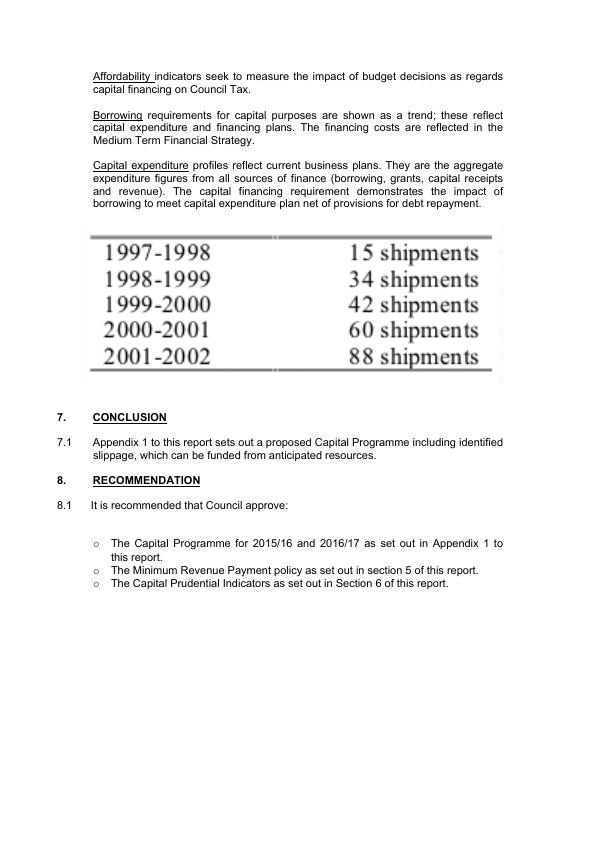 Affordability indicators seek to measure the impact of budget decisions as regards
capital financing on Council Tax.
Borrowing requirements for capital purposes are shown as a trend; these reflect
capital expenditure and financing plans. The financing costs are reflected in the
Medium Term Financial Strategy.
Capital expenditure profiles reflect current business plans. They are the aggregate
expenditure figures from all sources of finance (borrowing, grants, capital receipts
and revenue). The capital financing requirement demonstrates the impact of
borrowing to meet capital expenditure plan net of provisions for debt repayment.
1997-1998 15 shipments
1998-1999 34 shipments
1999-2000 42 shipments
2000-2001 60 shipments
2001-2002 88 shipments
7. CONCLUSION
7.1 Appendix 1 to this report sets out a proposed Capital Programme including identified
slippage, which can be funded from anticipated resources.
8. RECOMMENDATION
8.1 It is recommended that Council approve:
o The Capital Programme for 2015/16 and 2016/17 as set out in Appendix 1 to
this report.
o The Minimum Revenue Payment policy as set out in section 5 of this report.
o The Capital Prudential Indicators as set out in Section 6 of this report.